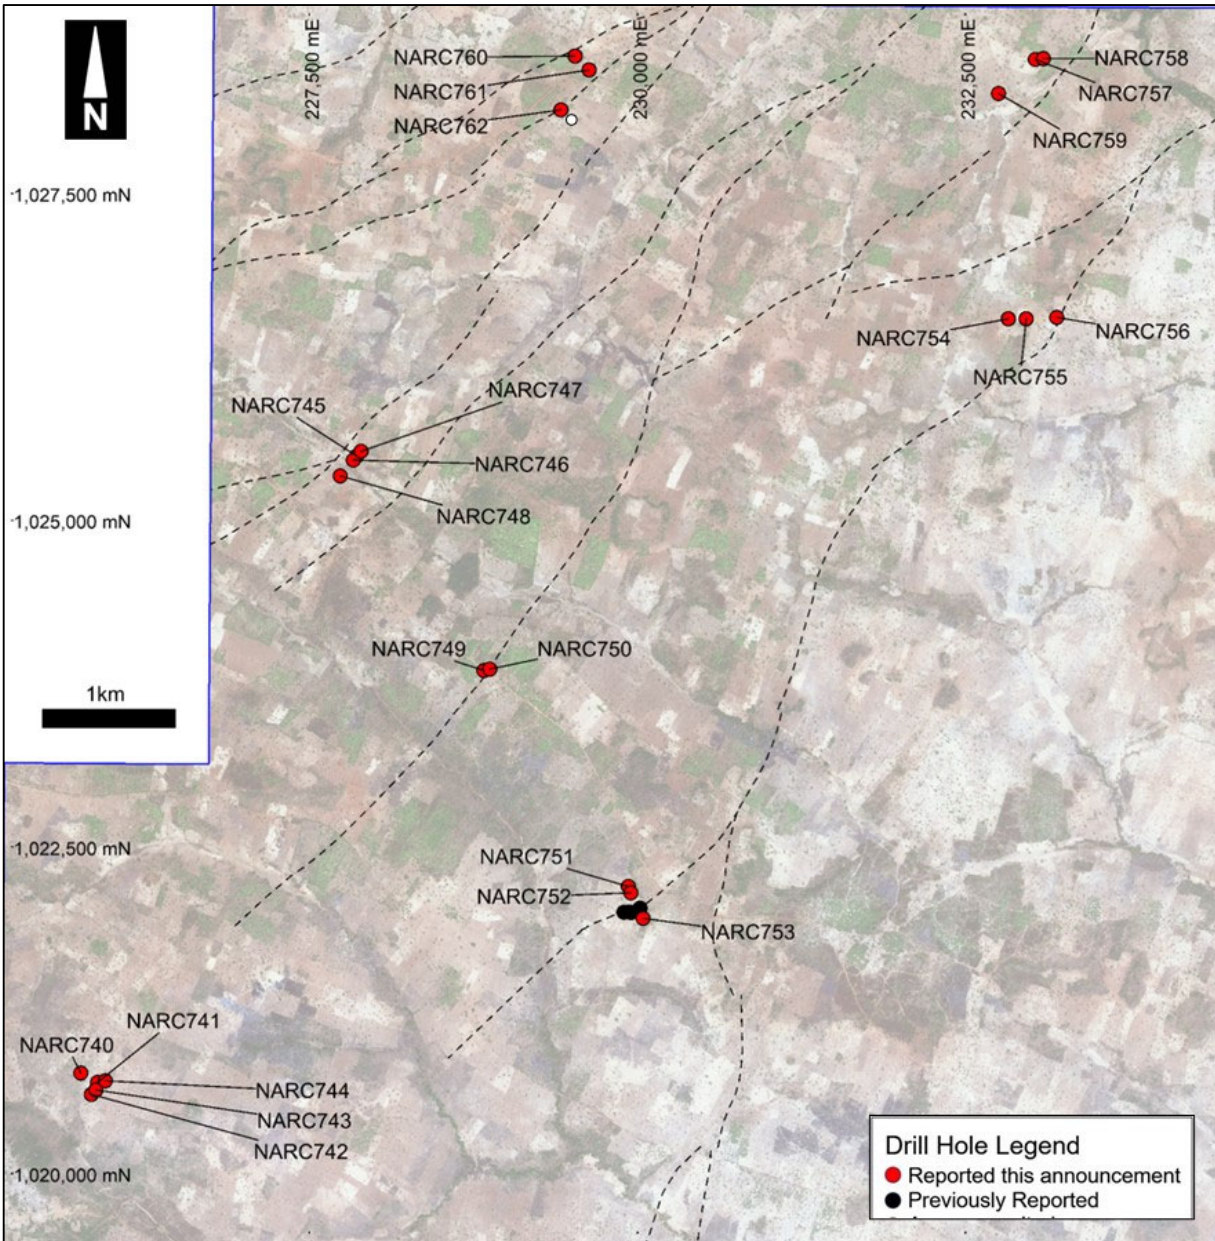 N
227,500 mE
230,000 mE
232,500 mE
NARC760
NARC761
NARC762
NARC758
NARC757
NARC759
1,027,500 mN
NARC754
NARC755
NARC756
NARC745
NARC747
NARC746
NARC748
1,025,000 mN
NARC749
NARC750
1km
1,022,500 mN
NARC751
NARC752
NARC753
NARC741
NARC740
NARC744
NARC743
NARC742
1,020,000 mN
Drill Hole Legend
Reported this announcement
Previously Reported